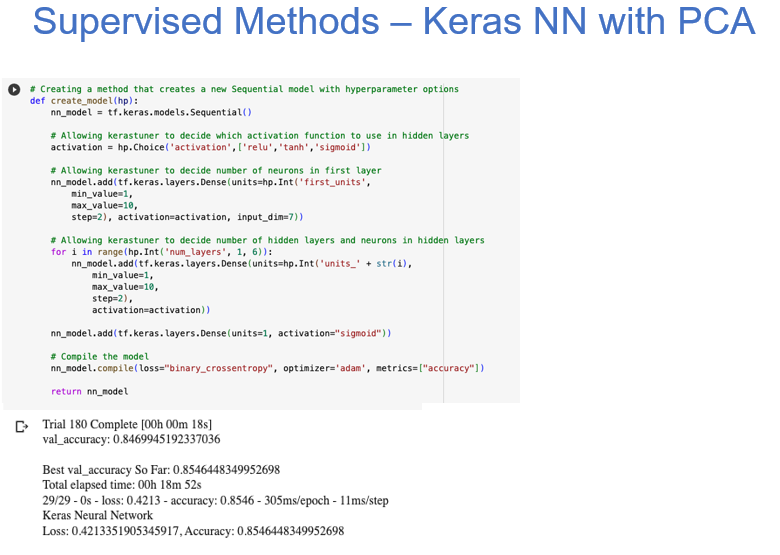 Supervised Methods – Keras NN with PCA
# Creating a method that creates a new Sequential model with hyperparameter options
def create_model(hp):
    nn_model = tf.keras.models.Sequential()
    # Allowing kerastuner to decide which activation function to use in hidden layers
    activation = hp.Choice('activation',['relu','tanh','sigmoid'])
    # Allowing kerastuner to decide number of neurons in first layer
    nn_model.add(tf.keras.layers.Dense(units=hp.Int('first_units',
        min_value=1,
        max_value=10,
        step=2), activation=activation, input_dim=7))
    # Allowing kerastuner to decide number of hidden layers and neurons in hidden layers
    for i in range(hp.Int('num_layers', 1, 6)):
        nn_model.add(tf.keras.layers.Dense(units=hp.Int('units_' + str(i),
            min_value=1,
            max_value=10,
            step=2),
            activation=activation))
    nn_model.add(tf.keras.layers.Dense(units=1, activation="sigmoid"))
    # Compile the model
    nn_model.compile(loss="binary_crossentropy", optimizer='adam', metrics=["accuracy"])
    return nn_model
Trial 180 Complete [00h 00m 18s]
val_accuracy: 0.8469945192337036
Best val_accuracy So Far: 0.8546448349952698
Total elapsed time: 00h 18m 52s
29/29 - 0s - loss: 0.4213 - accuracy: 0.8546 - 305ms/epoch - 11ms/step
Keras Neural Network
Loss: 0.4213351905345917, Accuracy: 0.8546448349952698